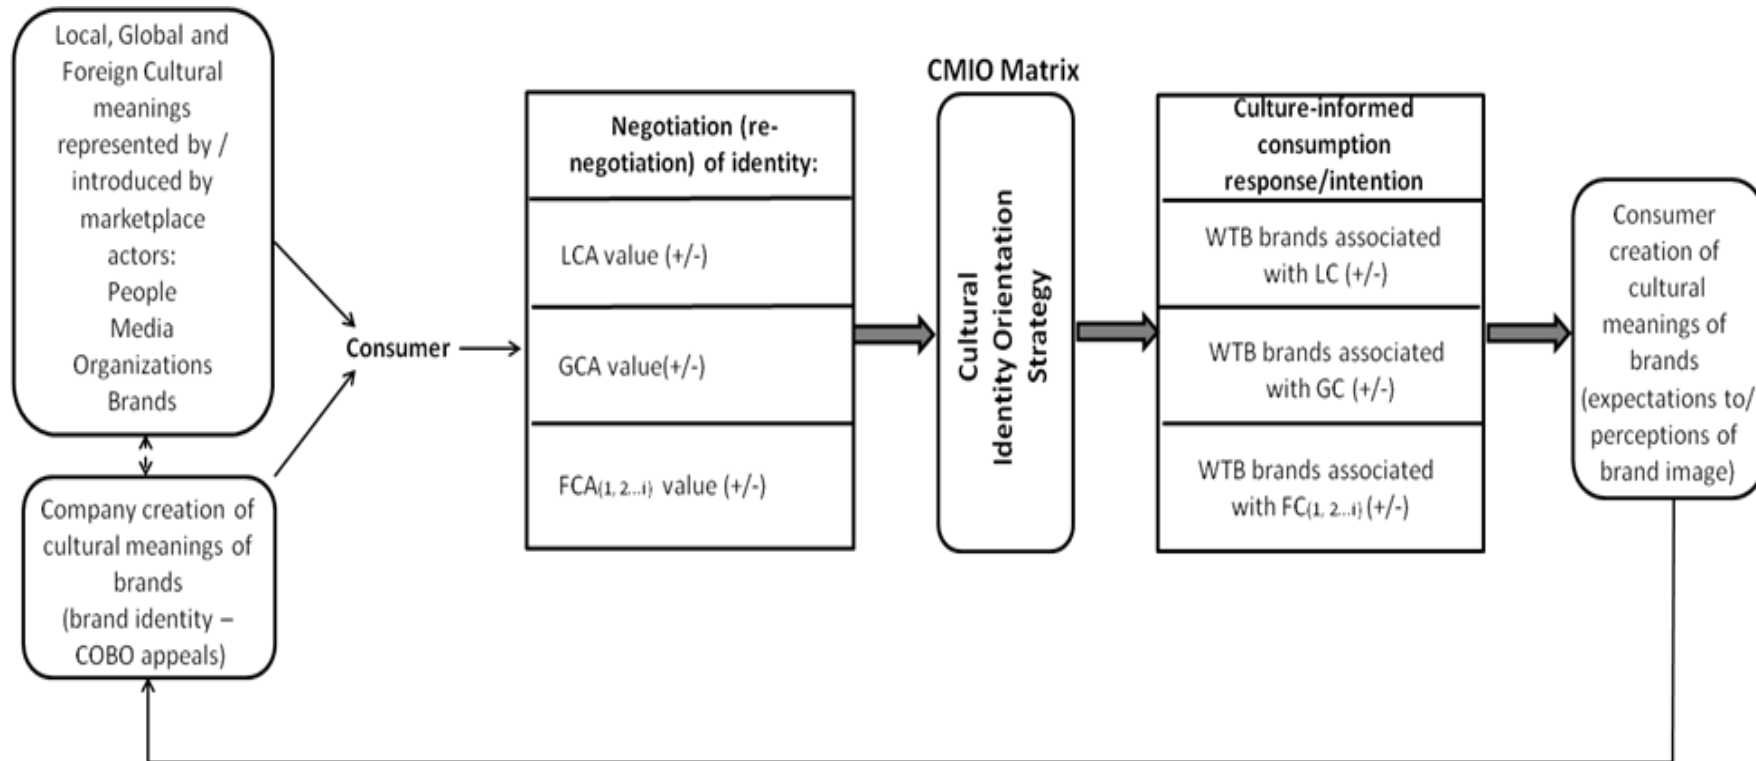 Local, Global and
Foreign Cultural
meanings
represented by /
introduced by
marketplace
actors:
People
Media
Organizations
Brands
Company creation of
cultural meanings of
brands
(brand identity –
COBO appeals)
Consumer
Negotiation (re-
negotiation) of identity:
LCA value (+/-)
GCA value(+/-)
FCA(1, 2...i) value (+/-)
CMIO Matrix
Cultural
Identity Orientation
Strategy
Culture-informed
consumption
response/intention
WTB brands associated
with LC (+/-)
WTB brands associated
with GC (+/-)
WTB brands associated
with FC(1, 2...i) (+/-)
Consumer
creation of
cultural
meanings of
brands
(expectations to/
perceptions of
brand image)